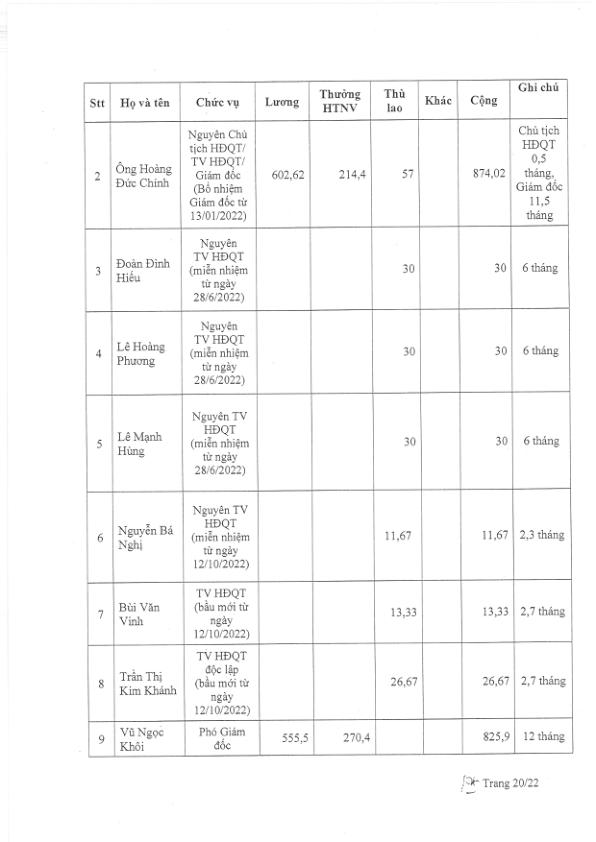 Stt Họ và tên Chức vụ Lương Thưởng HTNV Thù lao Khác Cộng Ghi chú
2 Ông Hoàng Đức Chính Nguyên Chủ tịch HĐQT/ TV HĐQT/ Giám đốc (Bổ nhiệm Giám đốc từ 13/01/2022) 602,62 214,4 57 874,02 Chủ tịch HĐQT 0,5 tháng, Giám đốc 11,5 tháng
3 Đoàn Đình Hiếu Nguyên TV HĐQT (miễn nhiệm từ ngày 28/6/2022) 30 30 6 tháng
4 Lê Hoàng Phương Nguyên TV HĐQT (miễn nhiệm từ ngày 28/6/2022) 30 30 6 tháng
5 Lê Mạnh Hùng Nguyên TV HĐQT (miễn nhiệm từ ngày 28/6/2022) 30 30 6 tháng
6 Nguyễn Bá Nghị Nguyên TV HĐQT (miễn nhiệm từ ngày 12/10/2022) 11,67 11,67 2,3 tháng
7 Bùi Văn Vinh TV HĐQT (bầu mới từ ngày 12/10/2022) 13,33 13,33 2,7 tháng
8 Trần Thị Kim Khánh TV HĐQT độc lập (bầu mới từ ngày 12/10/2022) 26,67 26,67 2,7 tháng
9 Vũ Ngọc Khôi Phó Giám đốc 555,5 270,4 825,9 12 tháng
Trang 20/22